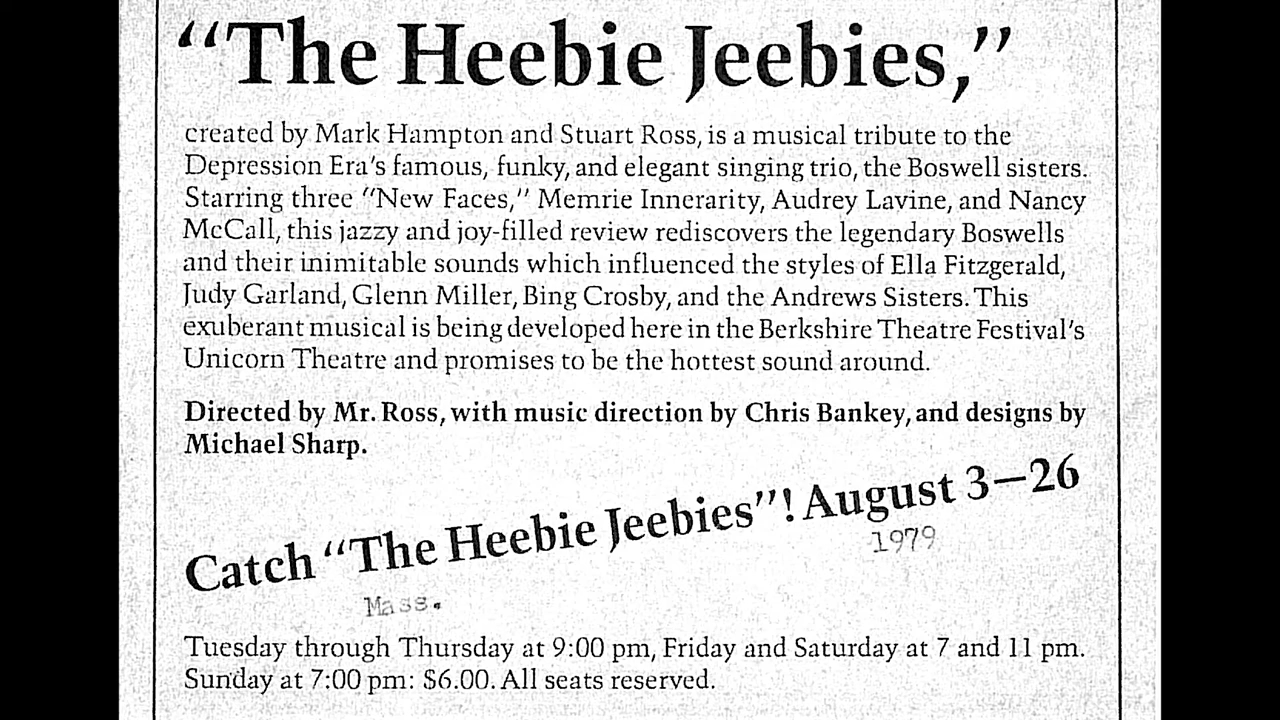 “The Heebie Jeebies,”
created by Mark Hampton and Stuart Ross, is a musical tribute to the
Depression Era’s famous, funky, and elegant singing trio, the Boswell sisters.
Starring three “New Faces,” Memrie Innerarity, Audrey Lavine, and Nancy
McCall, this jazzy and joy-filled review rediscovers the legendary Boswells
and their inimitable sounds which influenced the styles of Ella Fitzgerald,
Judy Garland, Glenn Miller, Bing Crosby, and the Andrews Sisters. This
exuberant musical is being developed here in the Berkshire Theatre Festival’s
Unicorn Theatre and promises to be the hottest sound around.
Directed by Mr. Ross, with music direction by Chris Bankey, and designs by
Michael Sharp.
Catch “The Heebie Jeebies”! August 3—26
1979
Mass.
Tuesday through Thursday at 9:00 pm, Friday and Saturday at 7 and 11 pm.
Sunday at 7:00 pm: $6.00. All seats reserved.